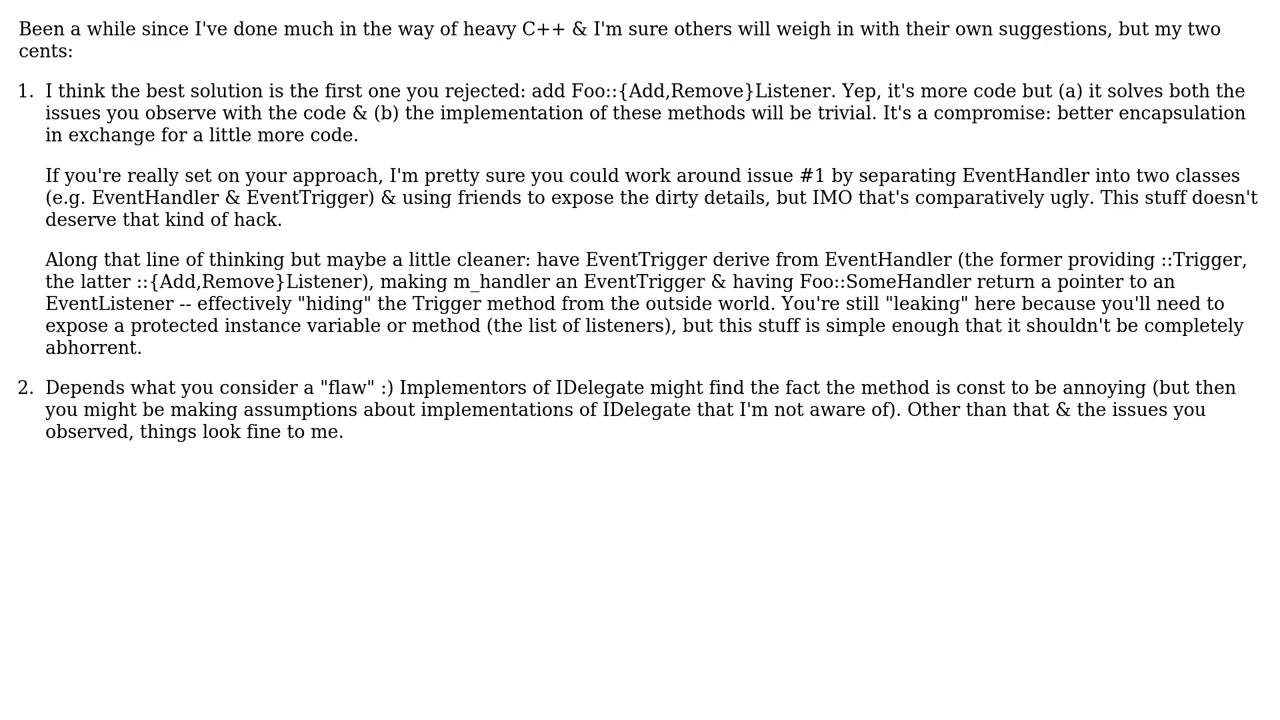 Been a while since I've done much in the way of heavy C++ & I'm sure others will weigh in with their own suggestions, but my two
cents:
1. I think the best solution is the first one you rejected: add Foo::{Add,Remove}Listener. Yep, it's more code but (a) it solves both the
issues you observe with the code & (b) the implementation of these methods will be trivial. It's a compromise: better encapsulation
in exchange for a little more code.
If you're really set on your approach, I'm pretty sure you could work around issue #1 by separating EventHandler into two classes
(e.g. EventHandler & EventTrigger) & using friends to expose the dirty details, but IMO that's comparatively ugly. This stuff doesn't
deserve that kind of hack.
Along that line of thinking but maybe a little cleaner: have EventTrigger derive from EventHandler (the former providing ::Trigger,
the latter ::{Add,Remove}Listener), making m_handler an EventTrigger & having Foo::SomeHandler return a pointer to an
EventListener -- effectively "hiding" the Trigger method from the outside world. You're still "leaking" here because you'll need to
expose a protected instance variable or method (the list of listeners), but this stuff is simple enough that it shouldn't be completely
abhorrent.
2. Depends what you consider a "flaw" :) Implementors of IDelegate might find the fact the method is const to be annoying (but then
you might be making assumptions about implementations of IDelegate that I'm not aware of). Other than that & the issues you
observed, things look fine to me.